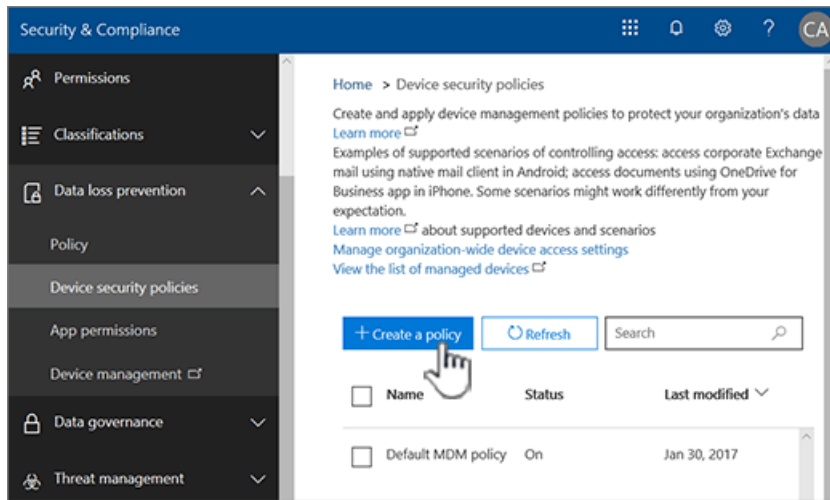 Security & Compliance
?
CA
Permissions
Classifications
Data loss prevention
Policy
Device security policies
App permissions
Device management
Data governance
Threat management
Home > Device security policies
Create and apply device management policies to protect your organization's data
Learn more
Examples of supported scenarios of controlling access: access corporate Exchange
mail using native mail client in Android; access documents using OneDrive for
Business app in iPhone. Some scenarios might work differently from your
expectation.
Learn more about supported devices and scenarios
Manage organization-wide device access settings
View the list of managed devices
+ Create a policy Refresh Search
Name Status Last modified
Default MDM policy On Jan 30, 2017